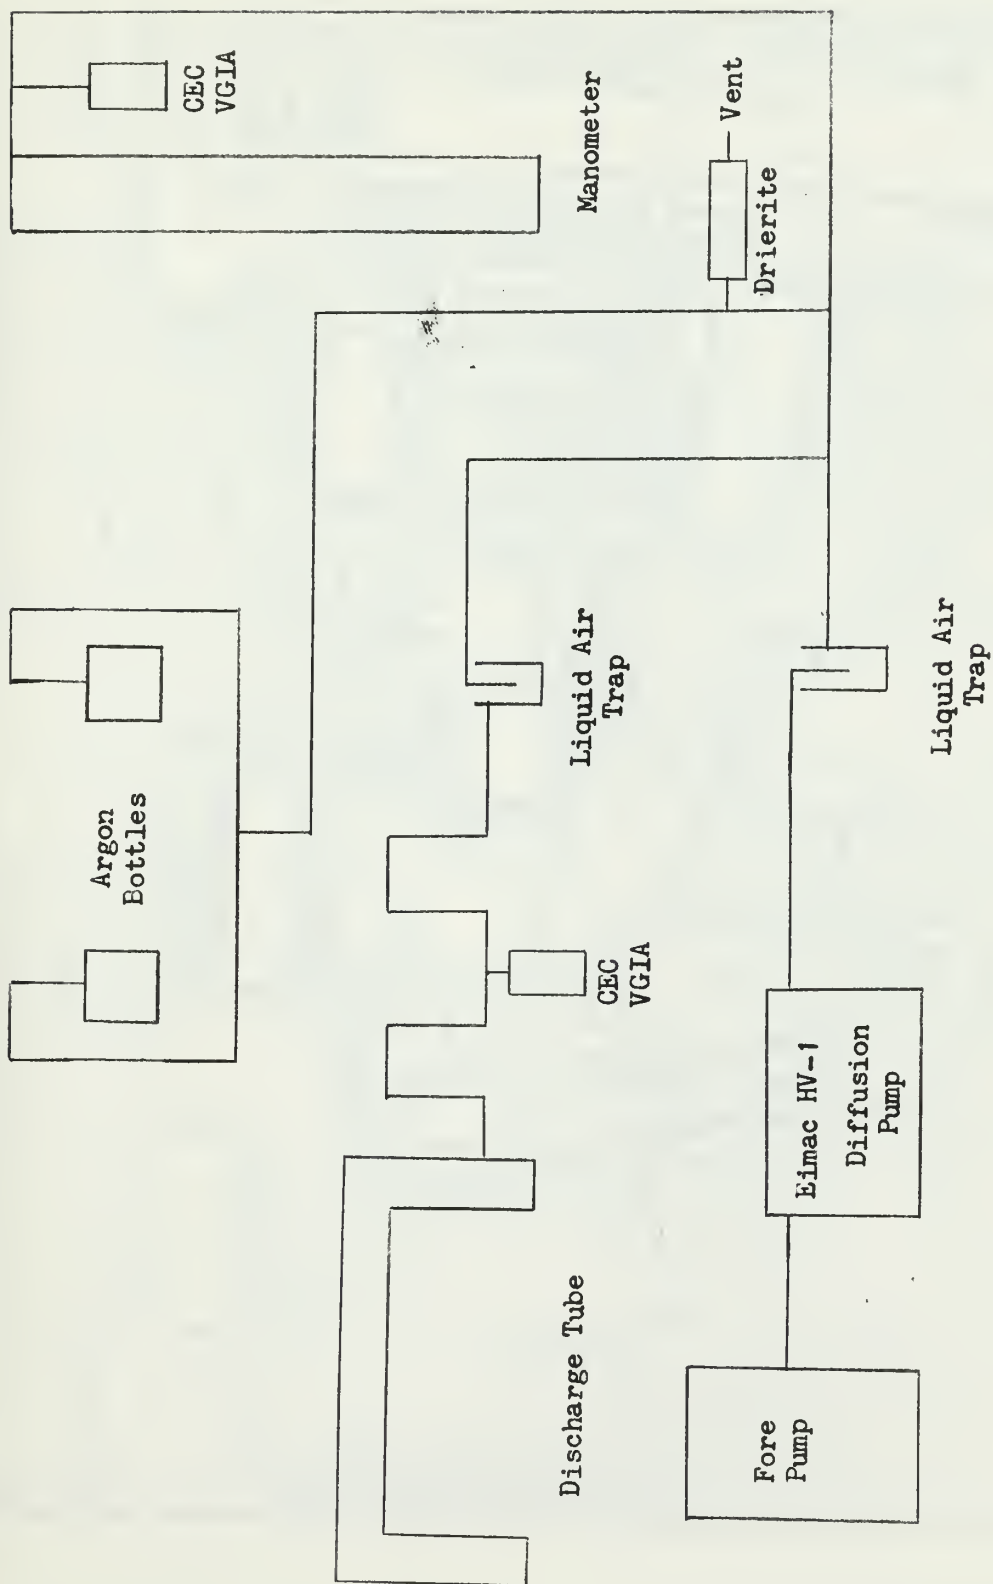 CEC
VGIA
Manometer
Vent
Drierite
Argon
Bottles
Liquid Air
Trap
CEC
VGIA
Liquid Air
Trap
Discharge Tube
Eimac HV-1
Diffusion
Pump
Fore
Pump